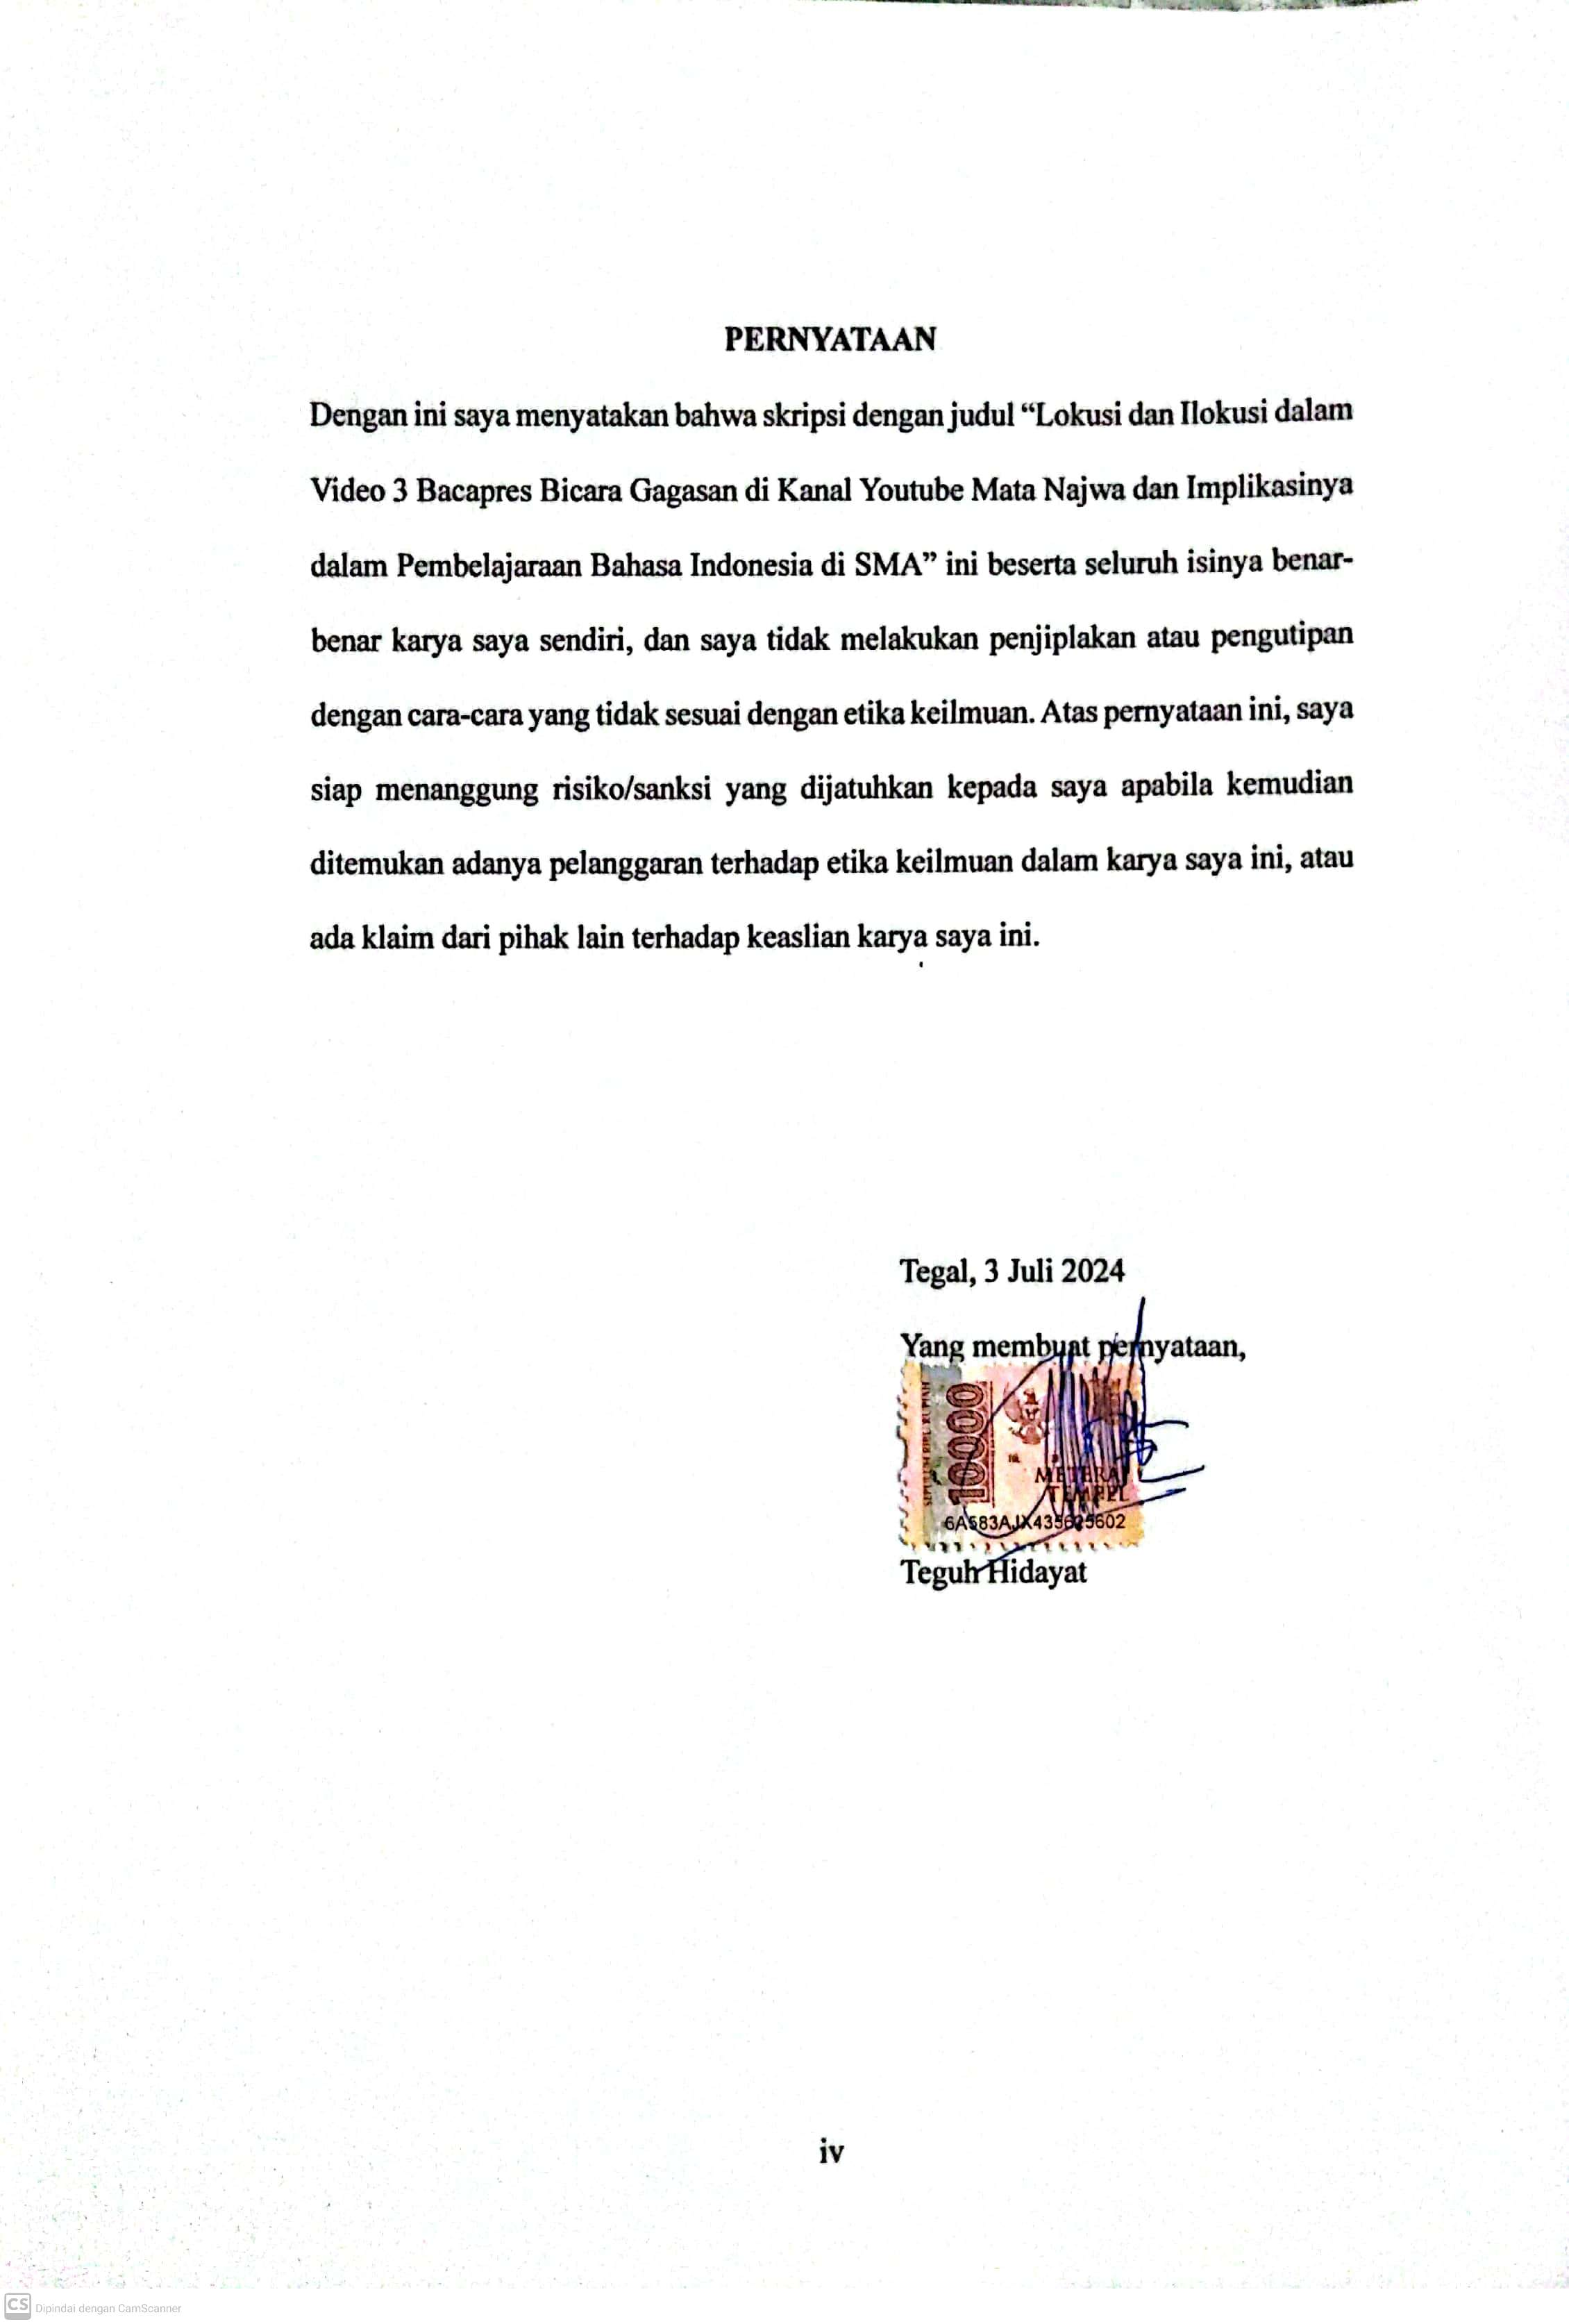 PERNYATAAN
Dengan ini saya menyatakan bahwa skripsi dengan judul “Lokusi dan Ilokusi dalam
Video 3 Bacapres Bicara Gagasan di Kanal Youtube Mata Najwa dan Implikasinya
dalam Pembelajaraan Bahasa Indonesia di SMA” ini beserta seluruh isinya benar-
benar karya saya sendiri, dan saya tidak melakukan penjiplakan atau pengutipan
dengan cara-cara yang tidak sesuai dengan etika keilmuan. Atas pernyataan ini, saya
siap menanggung risiko/sanksi yang dijatuhkan kepada saya apabila kemudian
ditemukan adanya pelanggaran terhadap etika keilmuan dalam karya saya ini, atau
ada klaim dari pihak lain terhadap keaslian karya saya ini.
Tegal, 3 Juli 2024
Yang membuat pernyataan,
10000
METERAI
TEMPEL
Teguh Hidayat
iv
CS Dipindai dengan CamScanner